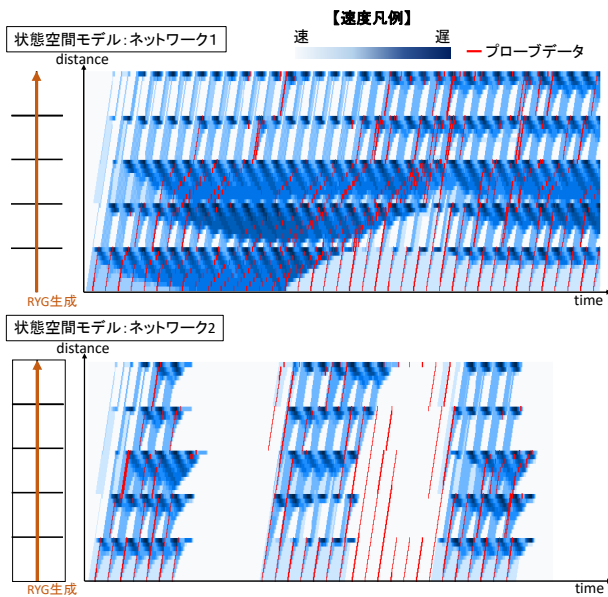 【速度凡例】
速 遅
プローブデータ
状態空間モデル：ネットワーク1
distance
RYG生成
time
状態空間モデル：ネットワーク2
distance
RYG生成
time